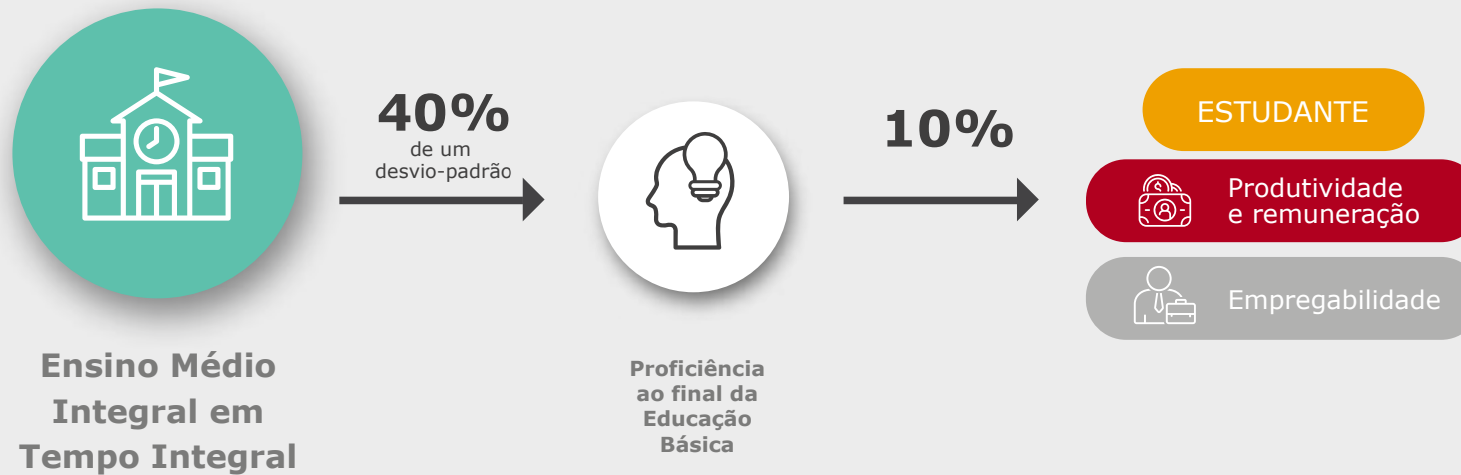 40%
de um
desvio-padrão
10%
ESTUDANTE
Produtividade
e remuneração
Empregabilidade
Ensino Médio
Integral em
Tempo Integral
Proficiência
ao final da
Educação
Básica